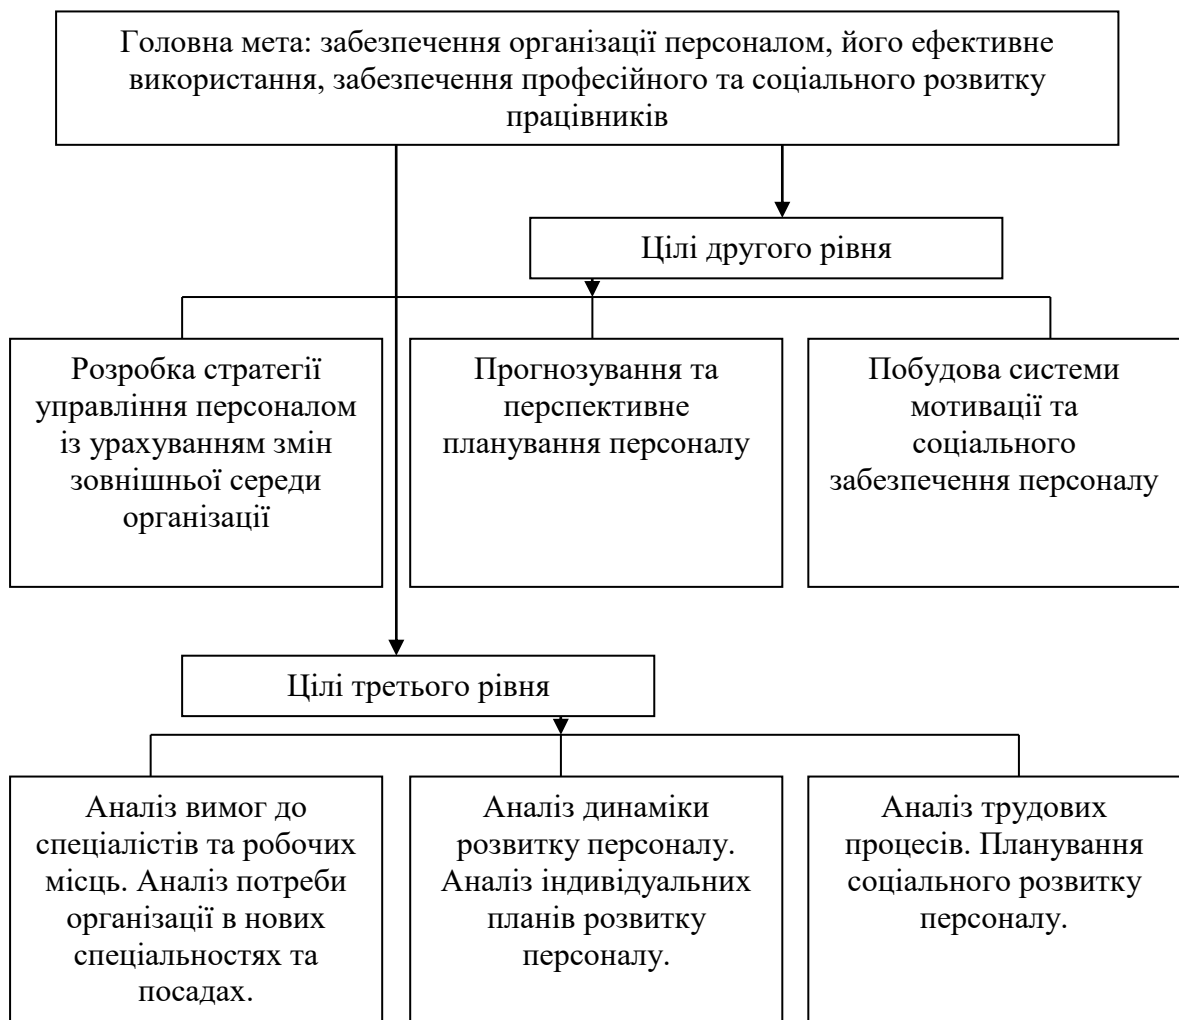 Головна мета: забезпечення організації персоналом, його ефективне
використання, забезпечення професійного та соціального розвитку
працівників
Цілі другого рівня
Розробка стратегії
управління персоналом
із урахуванням змін
зовнішньої середи
організації
Прогнозування та
перспективне
планування персоналу
Побудова системи
мотивації та
соціального
забезпечення персоналу
Цілі третього рівня
Аналіз вимог до
спеціалістів та робочих
місць. Аналіз потреби
організації в нових
спеціальностях та
посадах.
Аналіз динаміки
розвитку персоналу.
Аналіз індивідуальних
планів розвитку
персоналу.
Аналіз трудових
процесів. Планування
соціального розвитку
персоналу.